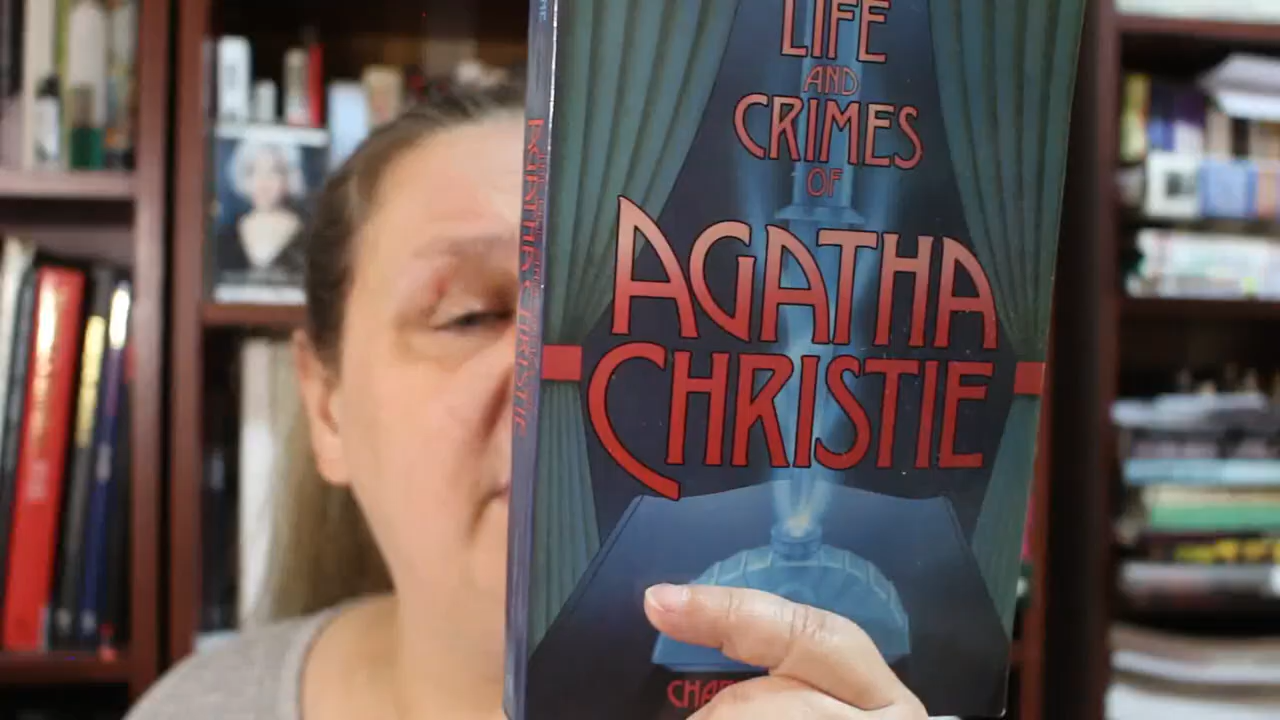 LIFE
AND
CRIMES
OF
AGATHA
CHRISTIE
AGATHA CHRISTIE